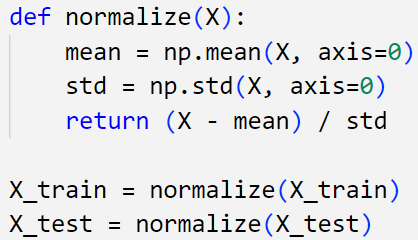 def normalize(X):
    mean = np.mean(X, axis=0)
    std = np.std(X, axis=0)
    return (X - mean) / std

X_train = normalize(X_train)
X_test = normalize(X_test)